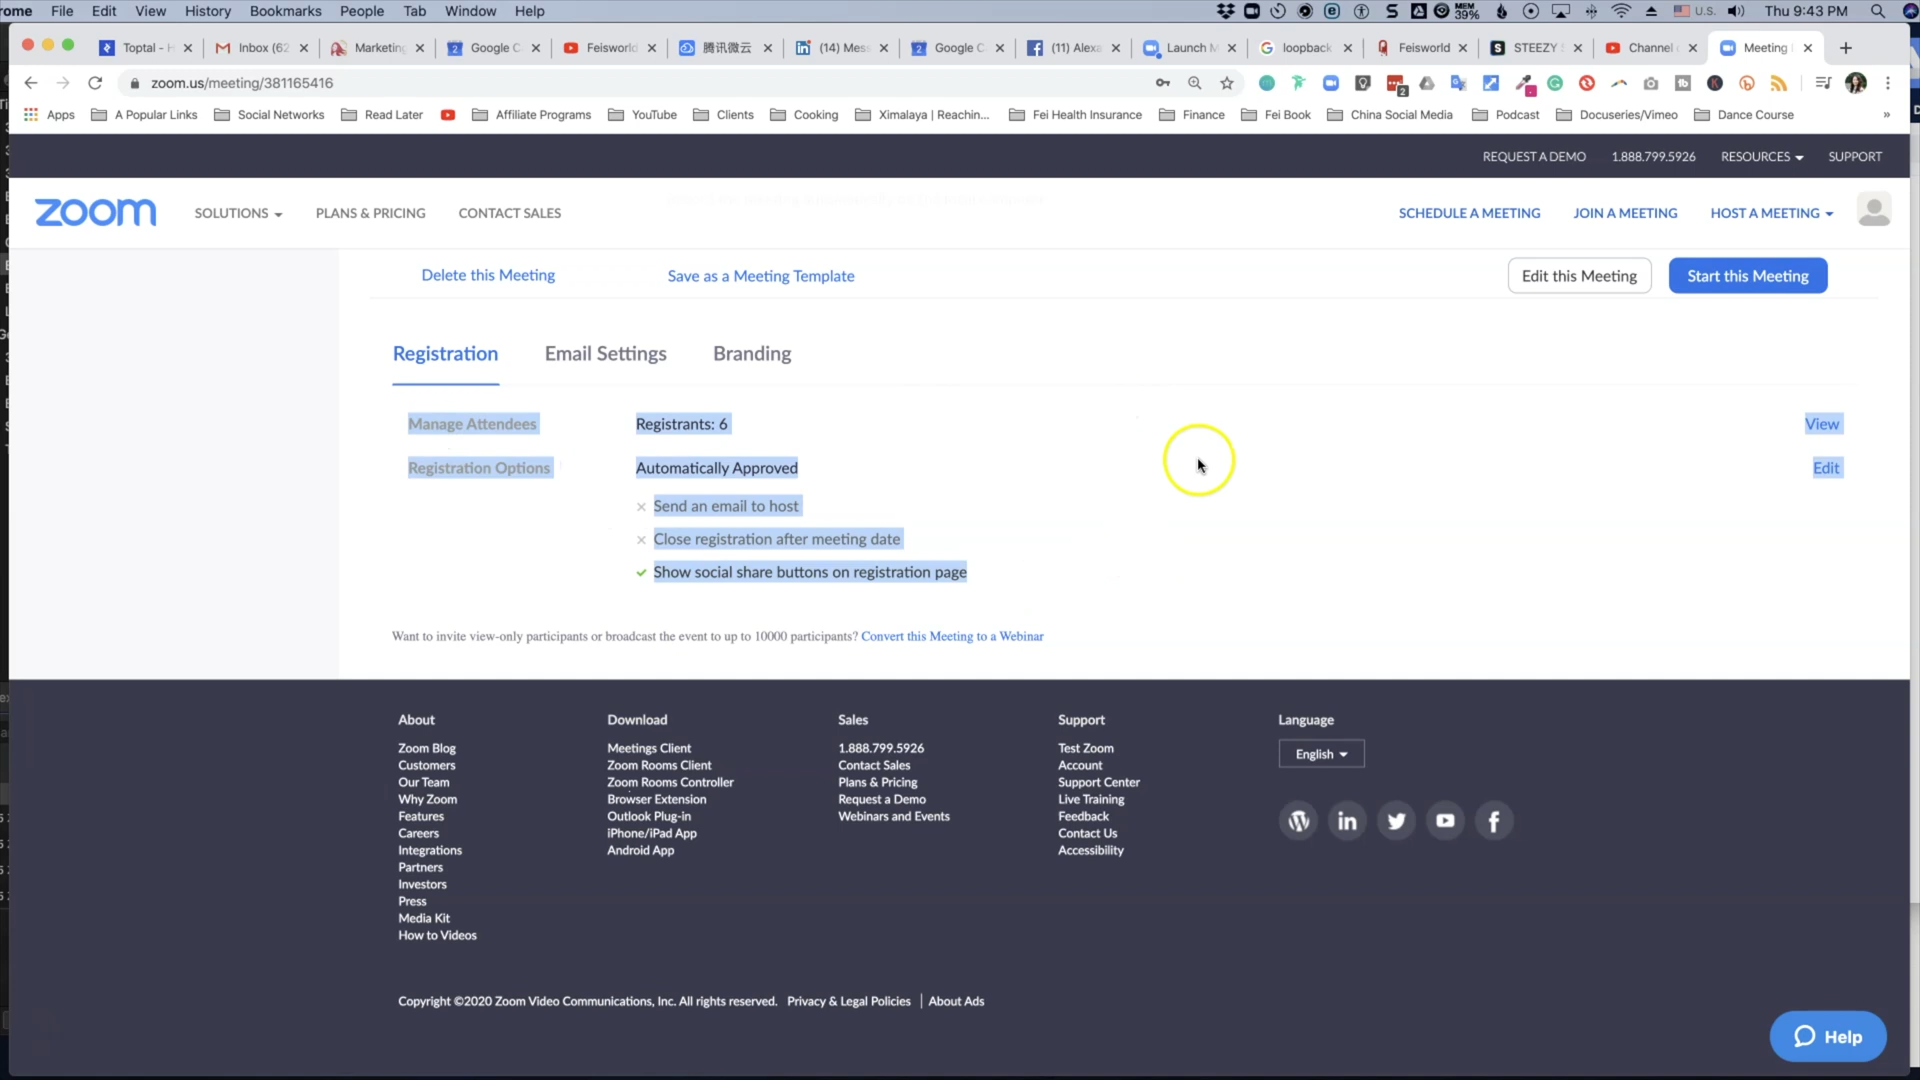 rome File Edit View History Bookmarks People Tab Window Help MEM 39% U.S. Thu 9:43 PM
Toptal - H Inbox (62 Marketing Google C Feisworld 腾讯微云 (14) Mess Google C (11) Alexa Launch M loopback Feisworld STEEZY S Channel c Meeting I
zoom.us/meeting/381165416
Apps A Popular Links Social Networks Read Later Affiliate Programs YouTube Clients Cooking Ximalaya | Reachin... Fei Health Insurance Finance Fei Book China Social Media Podcast Docuseries/Vimeo Dance Course »
REQUEST A DEMO 1.888.799.5926 RESOURCES SUPPORT
zoom SOLUTIONS PLANS & PRICING CONTACT SALES SCHEDULE A MEETING JOIN A MEETING HOST A MEETING
Delete this Meeting Save as a Meeting Template Edit this Meeting Start this Meeting
Registration Email Settings Branding
Manage Attendees Registrants: 6 View
Registration Options Automatically Approved Edit
Send an email to host
Close registration after meeting date
Show social share buttons on registration page
Want to invite view-only participants or broadcast the event to up to 10000 participants? Convert this Meeting to a Webinar
About
Zoom Blog
Customers
Our Team
Why Zoom
Features
Careers
Integrations
Partners
Investors
Press
Media Kit
How to Videos
Download
Meetings Client
Zoom Rooms Client
Zoom Rooms Controller
Browser Extension
Outlook Plug-in
iPhone/iPad App
Android App
Sales
1.888.799.5926
Contact Sales
Plans & Pricing
Request a Demo
Webinars and Events
Support
Test Zoom
Account
Support Center
Live Training
Feedback
Contact Us
Accessibility
Language
English
Copyright ©2020 Zoom Video Communications, Inc. All rights reserved. Privacy & Legal Policies | About Ads
Help